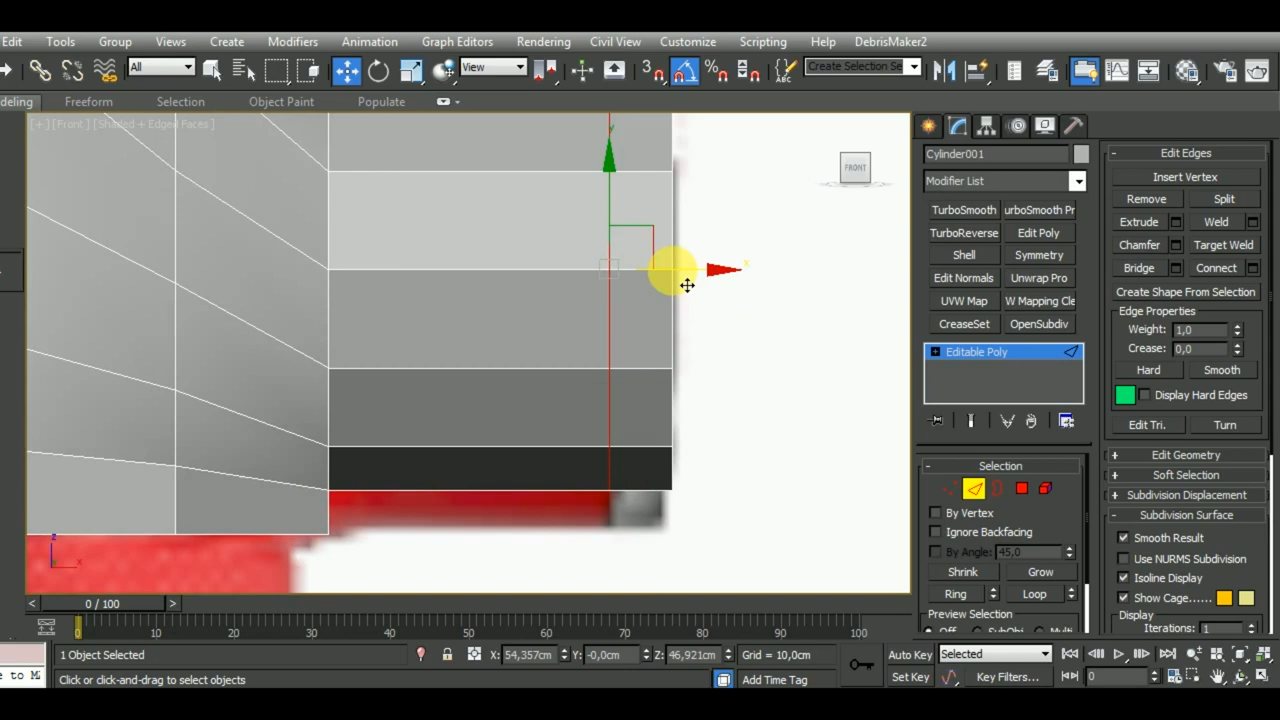 Edit Tools Group Views Create Modifiers Animation Graph Editors Rendering Civil View Customize Scripting Help DebrisMaker2
All View 3 % ABC Create Selection Se
deling Freeform Selection Object Paint Populate
[+] [Front] [Shaded + Edged Faces]
y
x
FRONT
z
x
Cylinder001
Modifier List
TurboSmooth urboSmooth Pr
TurboReverse Edit Poly
Shell Symmetry
Edit Normals Unwrap Pro
UVW Map W Mapping Cle
CreaseSet OpenSubdiv
Editable Poly
Selection
By Vertex
Ignore Backfacing
By Angle: 45,0
Shrink Grow
Ring Loop
Preview Selection
Off SubObj Multi
Edit Edges
Insert Vertex
Remove Split
Extrude Weld
Chamfer Target Weld
Bridge Connect
Create Shape From Selection
Edge Properties
Weight: 1,0
Crease: 0,0
Hard Smooth
Display Hard Edges
Edit Tri. Turn
Edit Geometry
Soft Selection
Subdivision Displacement
Subdivision Surface
Smooth Result
Use NURMS Subdivision
Isoline Display
Show Cage......
Display
Iterations: 1
< 0 / 100 >
0 10 20 30 40 50 60 70 80 90 100
1 Object Selected X: 54,357cm Y: -0,0cm Z: 46,921cm Grid = 10,0cm Auto Key Selected
Click or click-and-drag to select objects Add Time Tag Set Key Key Filters... 0